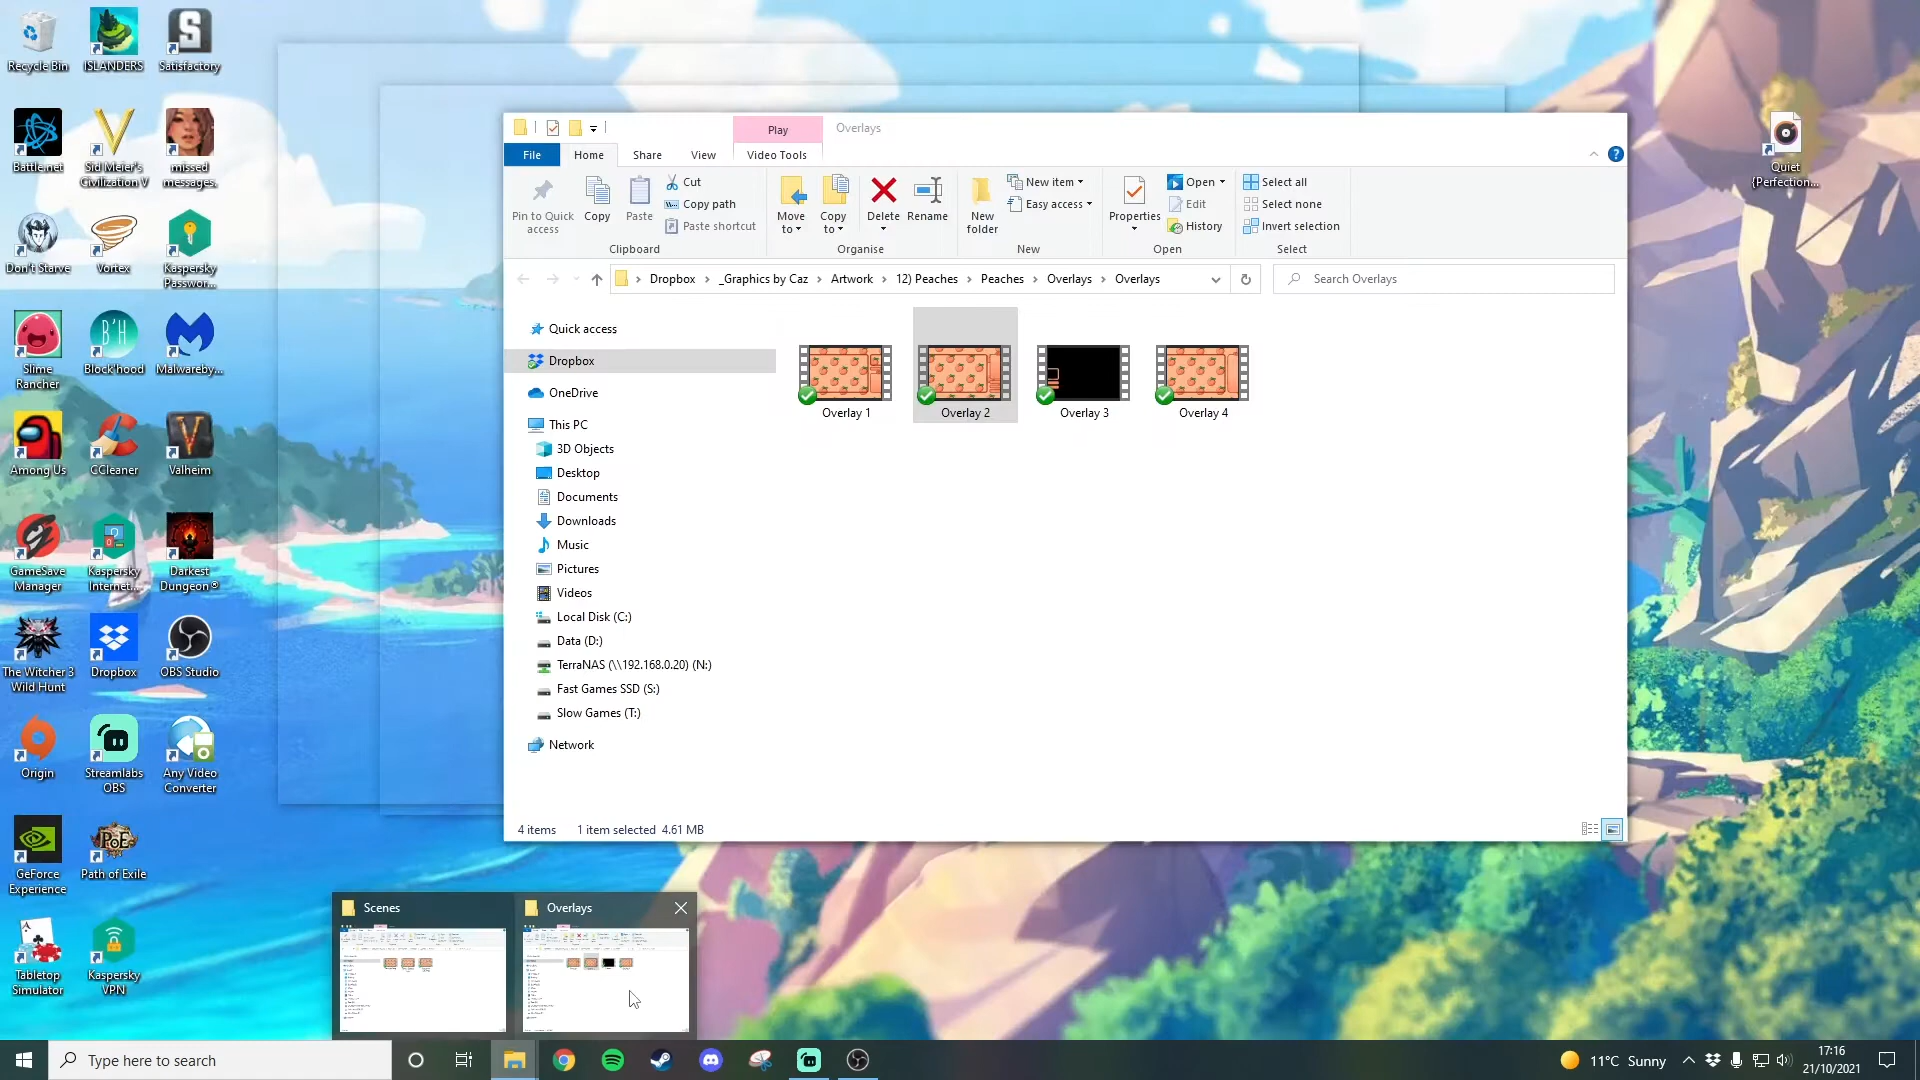 Recycle Bin
ISLANDERS
Satisfactory
Battle.net
Sid Meier's
Civilization V
missed
messages.
Don't Starve
Vortex
Kaspersky
Passwor...
Slime
Rancher
Block'hood
Malwareby...
Among Us
CCleaner
Valheim
GameSave
Manager
Kaspersky
Internet...
Darkest
Dungeon®
The Witcher 3
Wild Hunt
Dropbox
OBS Studio
Origin
Streamlabs
OBS
Any Video
Converter
GeForce
Experience
Path of Exile
Tabletop
Simulator
Kaspersky
VPN
Quiet
{Perfection...
Play
Overlays
File
Home
Share
View
Video Tools
Pin to Quick
access
Copy
Paste
Cut
Copy path
Paste shortcut
Clipboard
Move
to
Copy
to
Delete
Rename
Organise
New
folder
New item
Easy access
New
Properties
Open
Edit
History
Open
Select all
Select none
Invert selection
Select
Dropbox > _Graphics by Caz > Artwork > 12) Peaches > Peaches > Overlays > Overlays
Search Overlays
Quick access
Dropbox
OneDrive
This PC
3D Objects
Desktop
Documents
Downloads
Music
Pictures
Videos
Local Disk (C:)
Data (D:)
TerraNAS (\\192.168.0.20) (N:)
Fast Games SSD (S:)
Slow Games (T:)
Network
Overlay 1
Overlay 2
Overlay 3
Overlay 4
4 items
1 item selected 4.61 MB
Scenes
Overlays
Type here to search
11°C Sunny
17:16
21/10/2021